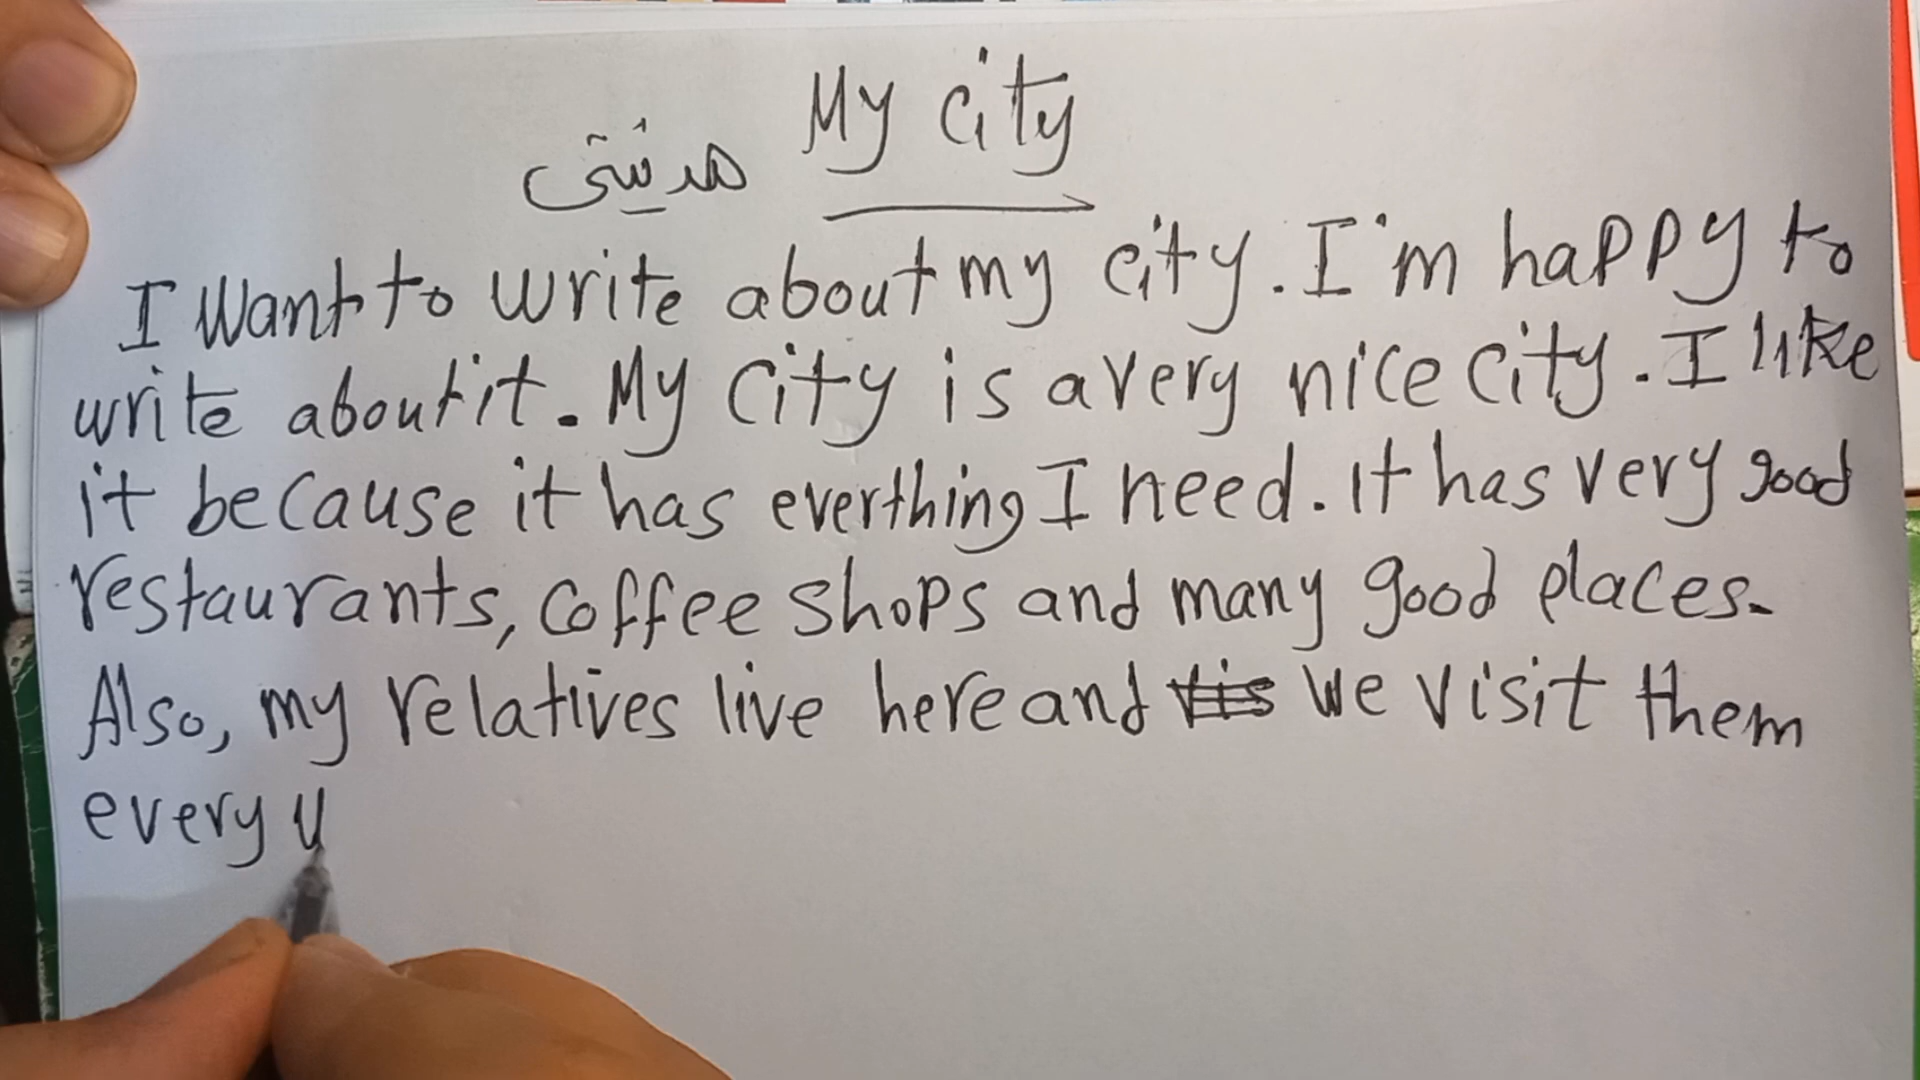 My city
مدينتي
I want to write about my city. I'm happy to
write about it. My city is a very nice city. I like
it because it has everthing I need. it has very good
restaurants, coffee shops and many good places.
Also, my relatives live here and we visit them
every